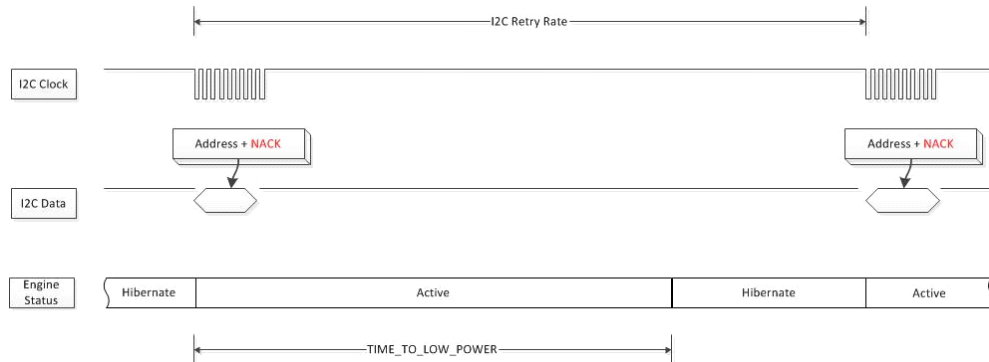 I2C Retry Rate
I2C Clock
Address + NACK
Address + NACK
I2C Data
Engine
Status
Hibernate
Active
Hibernate
Active
TIME_TO_LOW_POWER